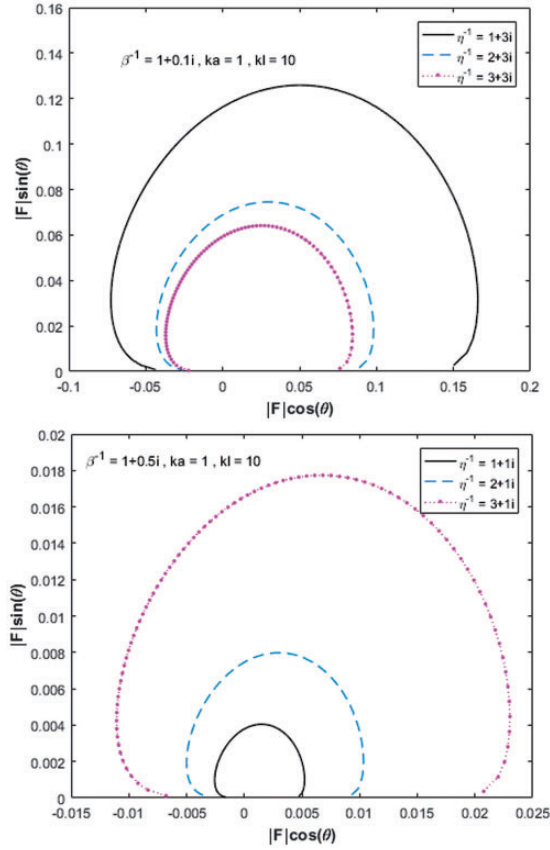 0.16
0.14
0.12
0.1
0.08
0.06
0.04
0.02
0
|F|sin(θ)
β⁻¹ = 1+0.1i , ka = 1 , kl = 10
η⁻¹ = 1+3i
η⁻¹ = 2+3i
η⁻¹ = 3+3i
-0.1 -0.05 0 0.05 0.1 0.15 0.2
|F|cos(θ)
0.02
0.018
0.016
0.014
0.012
0.01
0.008
0.006
0.004
0.002
0
|F|sin(θ)
β⁻¹ = 1+0.5i , ka = 1 , kl = 10
η⁻¹ = 1+1i
η⁻¹ = 2+1i
η⁻¹ = 3+1i
-0.015 -0.01 -0.005 0 0.005 0.01 0.015 0.02 0.025
|F|cos(θ)